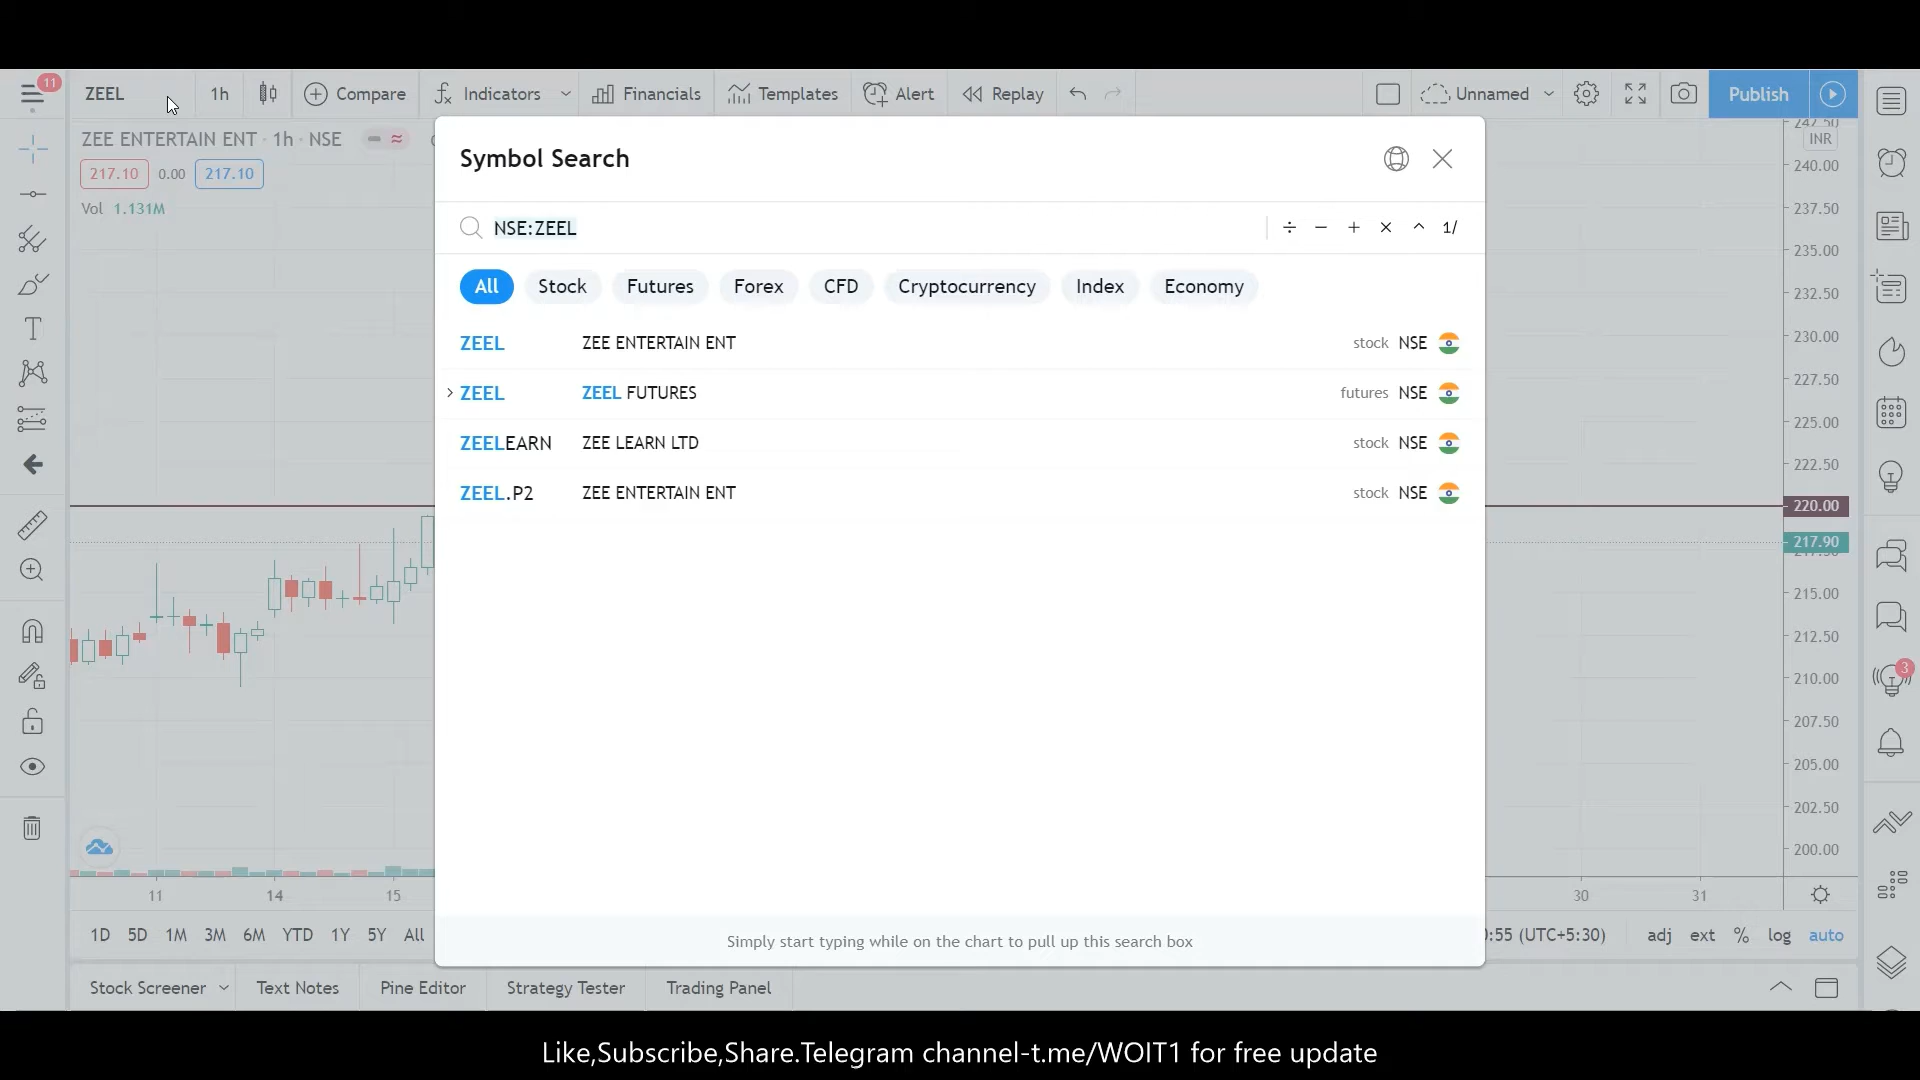 11
ZEEL 1h Compare Indicators Financials Templates Alert Replay Unnamed Publish
ZEE ENTERTAIN ENT · 1h · NSE
217.10 0.00 217.10
Vol 1.131M
Symbol Search
NSE:ZEEL ÷ − + × ^ 1/
All Stock Futures Forex CFD Cryptocurrency Index Economy
ZEEL ZEE ENTERTAIN ENT stock NSE
ZEEL ZEEL FUTURES futures NSE
ZEELEARN ZEE LEARN LTD stock NSE
ZEEL.P2 ZEE ENTERTAIN ENT stock NSE
Simply start typing while on the chart to pull up this search box
242.50
INR
240.00
237.50
235.00
232.50
230.00
227.50
225.00
222.50
220.00
217.90
215.00
212.50
210.00
207.50
205.00
202.50
200.00
3
11 14 15 30 31
1D 5D 1M 3M 6M YTD 1Y 5Y All :55 (UTC+5:30) adj ext % log auto
Stock Screener Text Notes Pine Editor Strategy Tester Trading Panel
Like,Subscribe,Share.Telegram channel-t.me/WOIT1 for free update